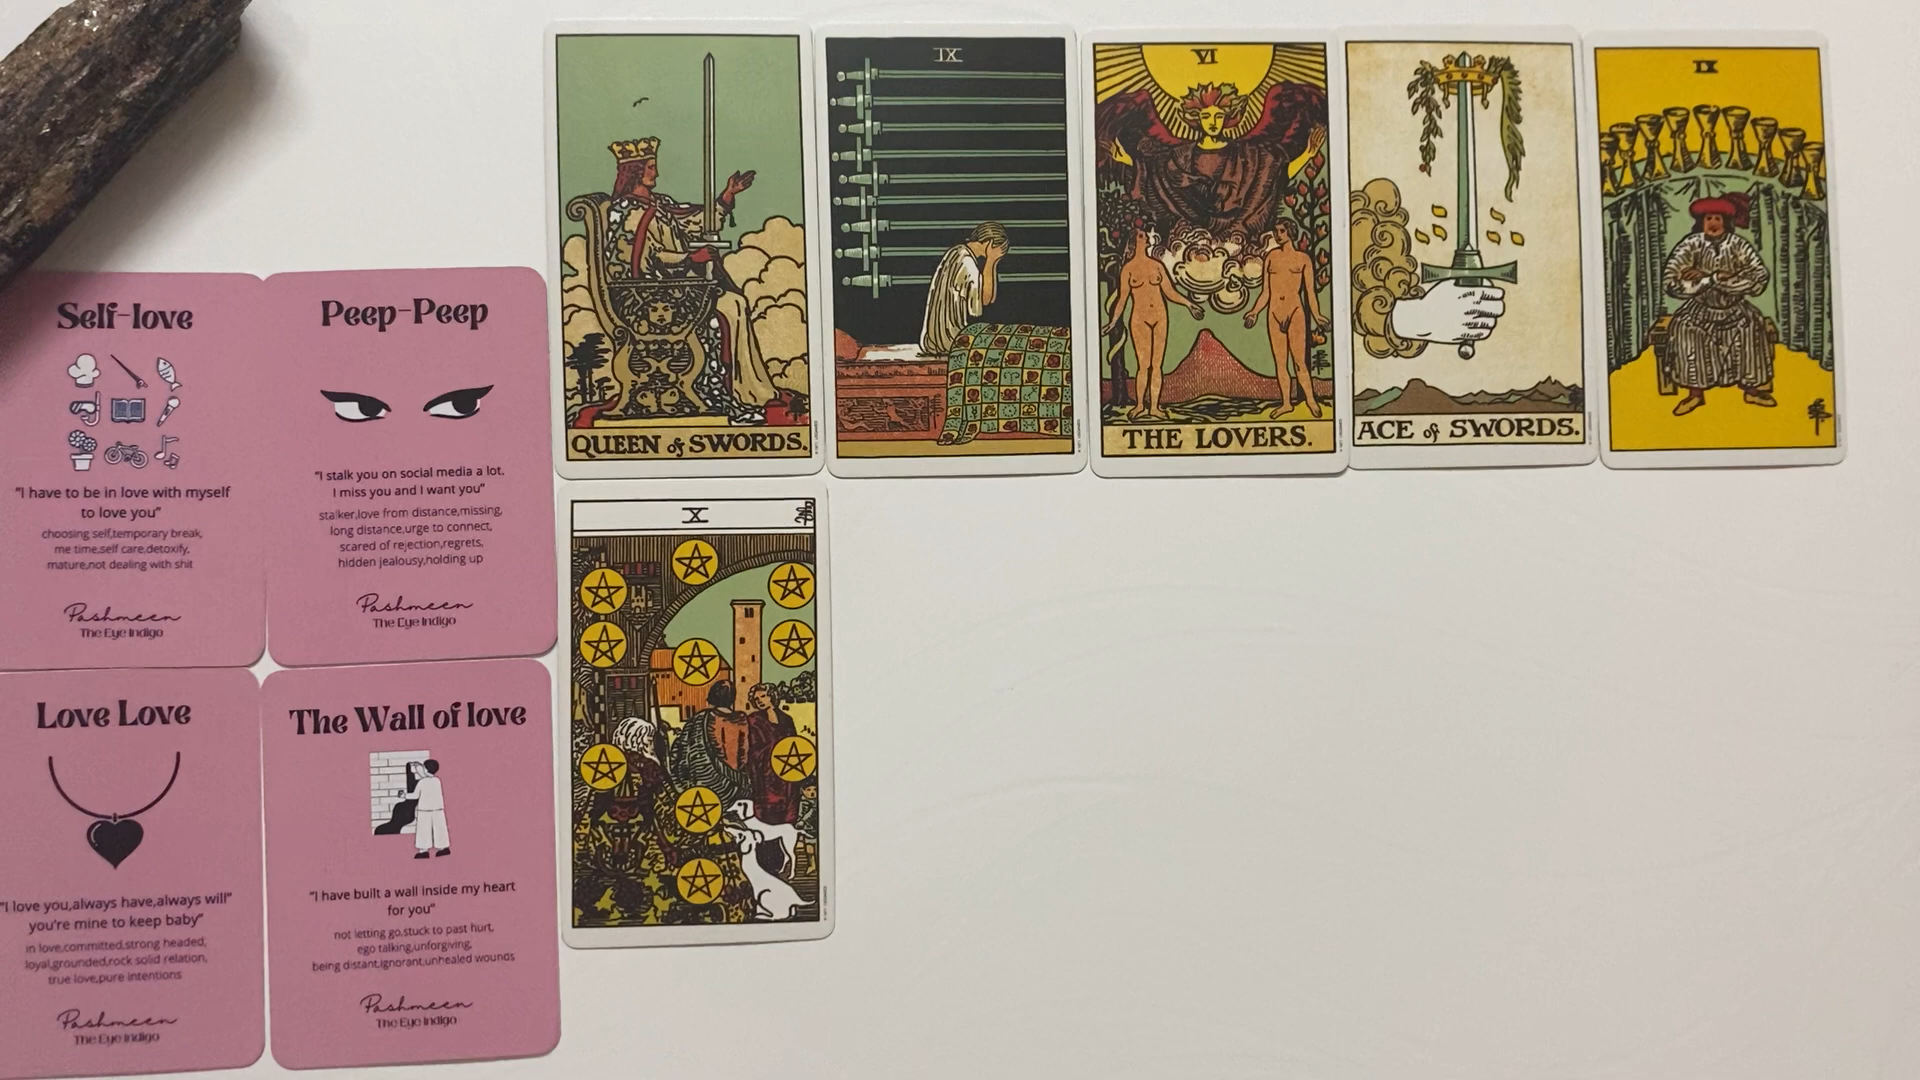 Self-love
"I have to be in love with myself
to love you"
choosing self,temporary break,
me time,self care,detoxify,
mature,not dealing with shit
Pashmeen
The Eye Indigo
Peep-Peep
"I stalk you on social media a lot.
I miss you and I want you"
stalker,love from distance,missing,
long distance,urge to connect,
scared of rejection,regrets,
hidden jealousy,holding up
Pashmeen
The Eye Indigo
Love Love
"I love you,always have,always will"
you're mine to keep baby"
in love,committed,strong headed,
loyal,grounded,rock solid relation,
true love,pure intentions
Pashmeen
The Eye Indigo
The Wall of love
"I have built a wall inside my heart
for you"
not letting go,stuck to past hurt,
ego talking,unforgiving,
being distant,ignorant,unhealed wounds
Pashmeen
The Eye Indigo
QUEEN of SWORDS.
IX
VI
THE LOVERS.
ACE of SWORDS.
IX
X